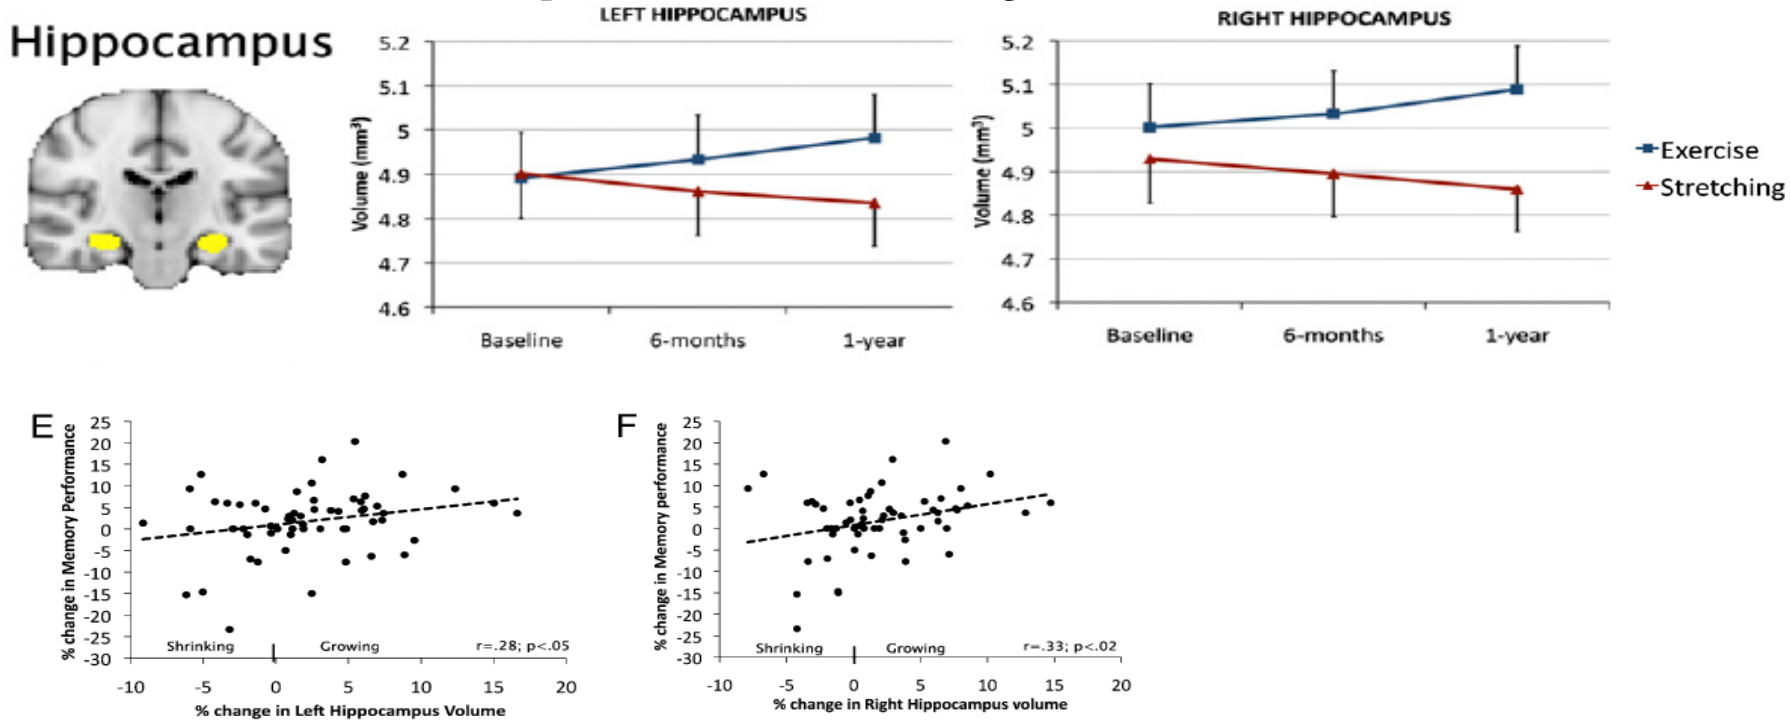 Hippocampus
LEFT HIPPOCAMPUS
Volume (mm³)
5.2
5.1
5
4.9
4.8
4.7
4.6
Baseline 6-months 1-year
RIGHT HIPPOCAMPUS
Volume (mm³)
5.2
5.1
5
4.9
4.8
4.7
4.6
Baseline 6-months 1-year
Exercise
Stretching
E
% change in Memory Performance
25
20
15
10
5
0
-5
-10
-15
-20
-25
-30
Shrinking Growing r=.28; p<.05
-10 -5 0 5 10 15 20
% change in Left Hippocampus Volume
F
% change in Memory performance
25
20
15
10
5
0
-5
-10
-15
-20
-25
-30
Shrinking Growing r=.33; p<.02
-10 -5 0 5 10 15 20
% change in Right Hippocampus volume